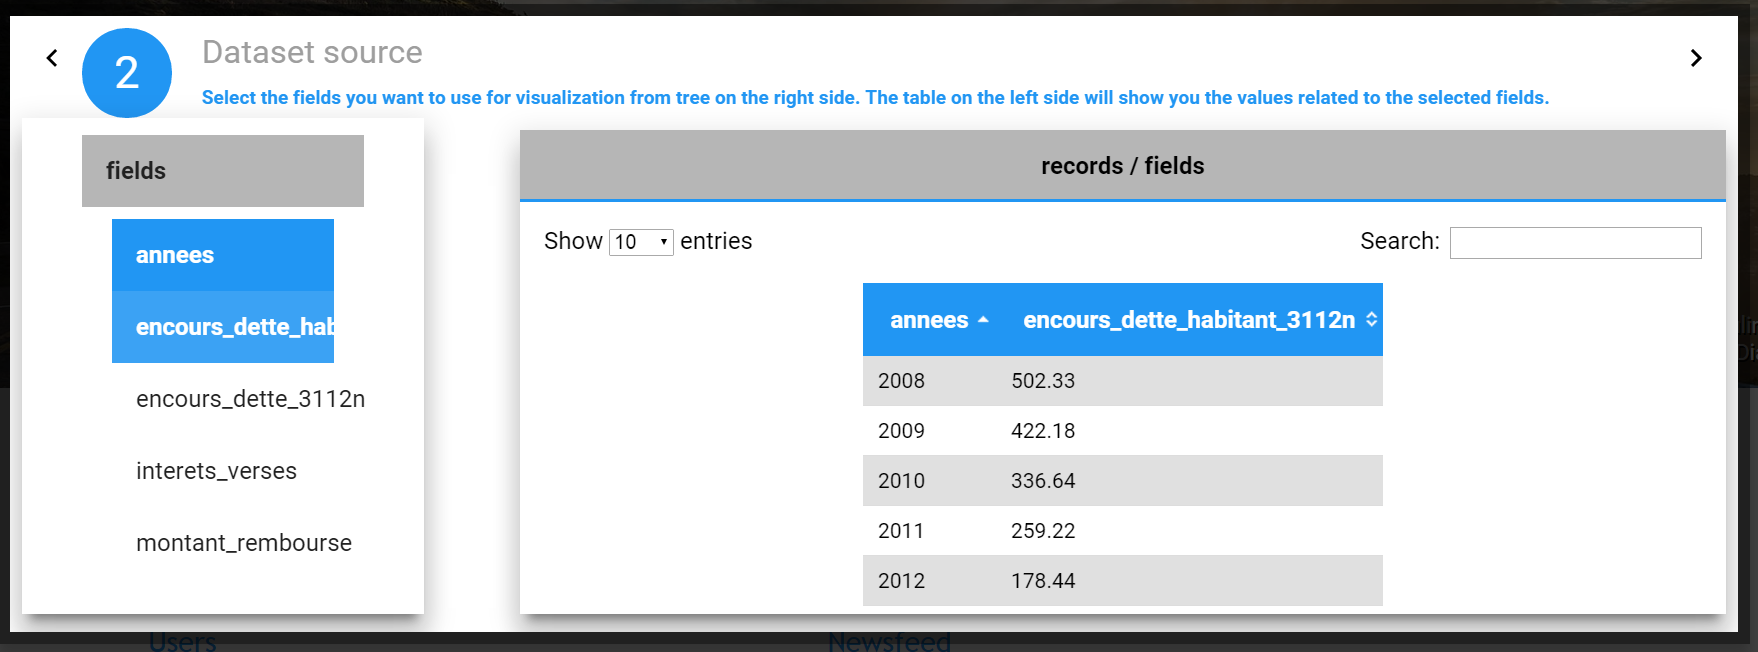 2
Dataset source
Select the fields you want to use for visualization from tree on the right side. The table on the left side will show you the values related to the selected fields.
fields
annees
encours_dette_hab
encours_dette_3112n
interets_verses
montant_rembourse
records / fields
Show 10 entries
Search:
annees encours_dette_habitant_3112n
2008 502.33
2009 422.18
2010 336.64
2011 259.22
2012 178.44
Users
Newsfeed